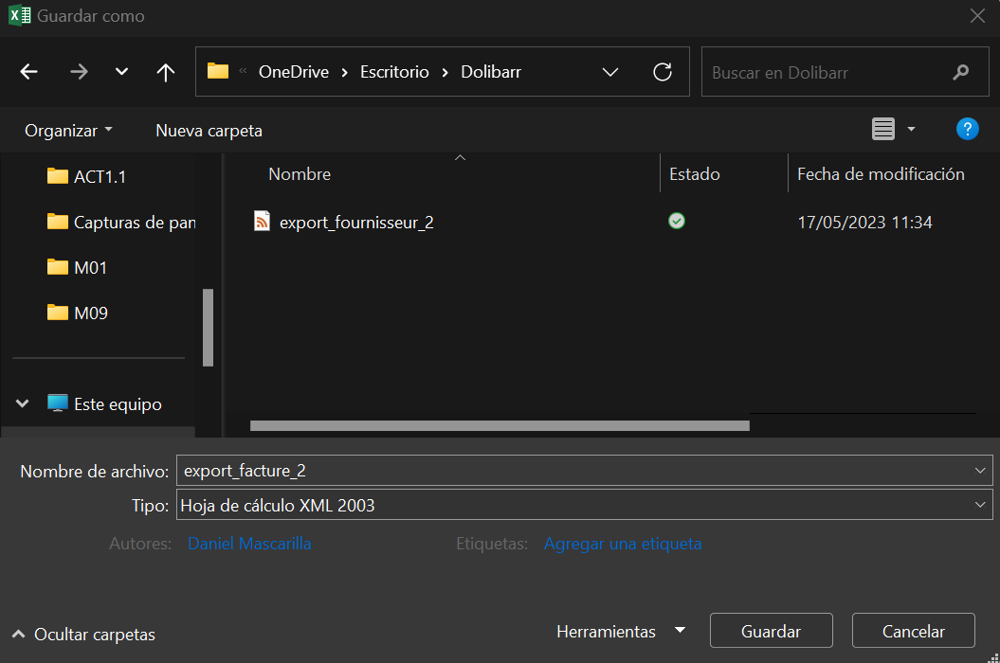 Guardar como
« OneDrive > Escritorio > Dolibarr
Buscar en Dolibarr
Organizar
Nueva carpeta
?
ACT1.1
Capturas de pan
M01
M09
Este equipo
Nombre Estado Fecha de modificación
export_fournisseur_2 17/05/2023 11:34
Nombre de archivo: export_facture_2
Tipo: Hoja de cálculo XML 2003
Autores: Daniel Mascarilla Etiquetas: Agregar una etiqueta
Ocultar carpetas Herramientas Guardar Cancelar